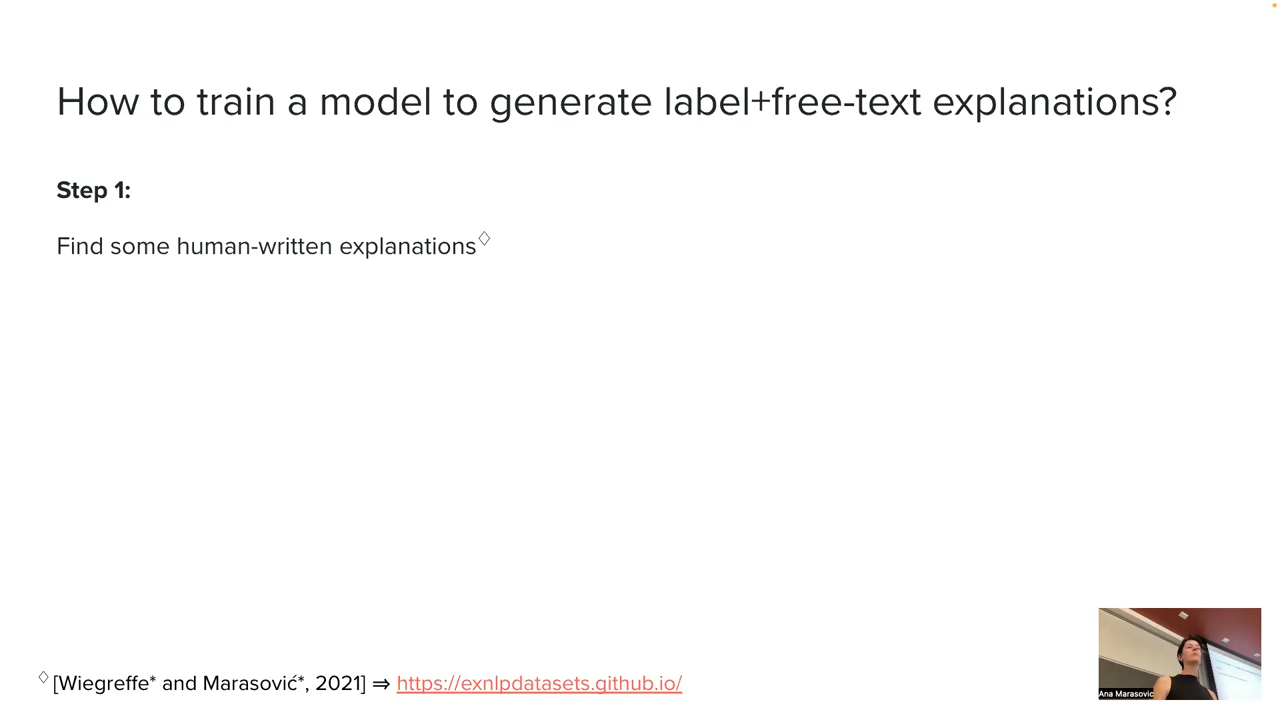 How to train a model to generate label+free-text explanations?
Step 1:
Find some human-written explanations◊
◊ [Wiegreffe* and Marasović*, 2021] ⇒ https://exnlpdatasets.github.io/
Ana Marasovic